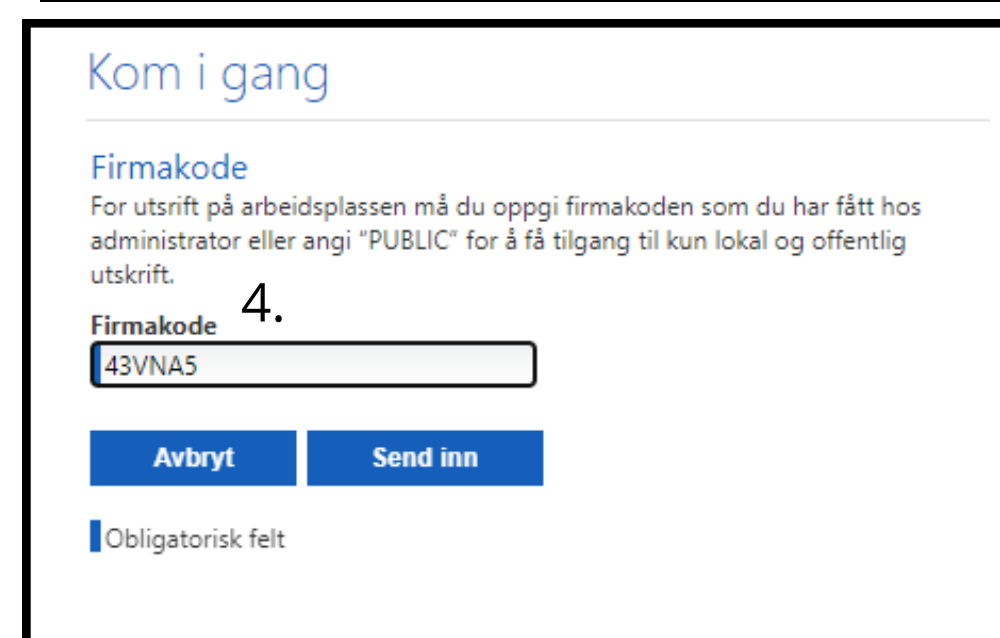 Kom i gang
Firmakode
For utsrift på arbeidsplassen må du oppgi firmakoden som du har fått hos
administrator eller angi "PUBLIC" for å få tilgang til kun lokal og offentlig
utskrift.
4.
Firmakode
43VNA5
Avbryt Send inn
Obligatorisk felt